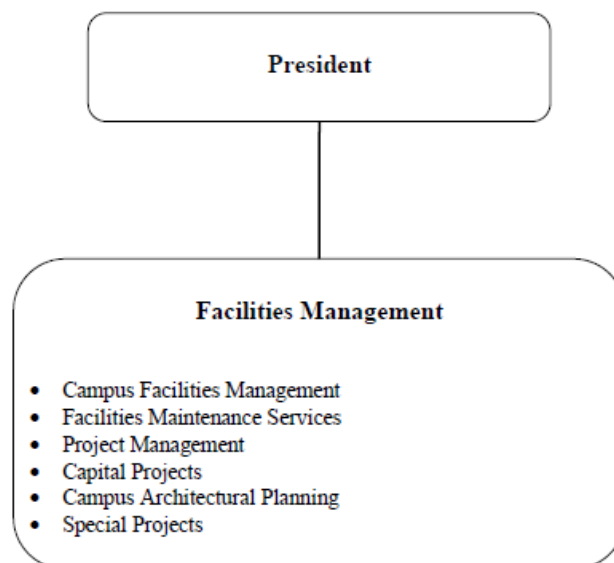 President
Facilities Management
• Campus Facilities Management
• Facilities Maintenance Services
• Project Management
• Capital Projects
• Campus Architectural Planning
• Special Projects